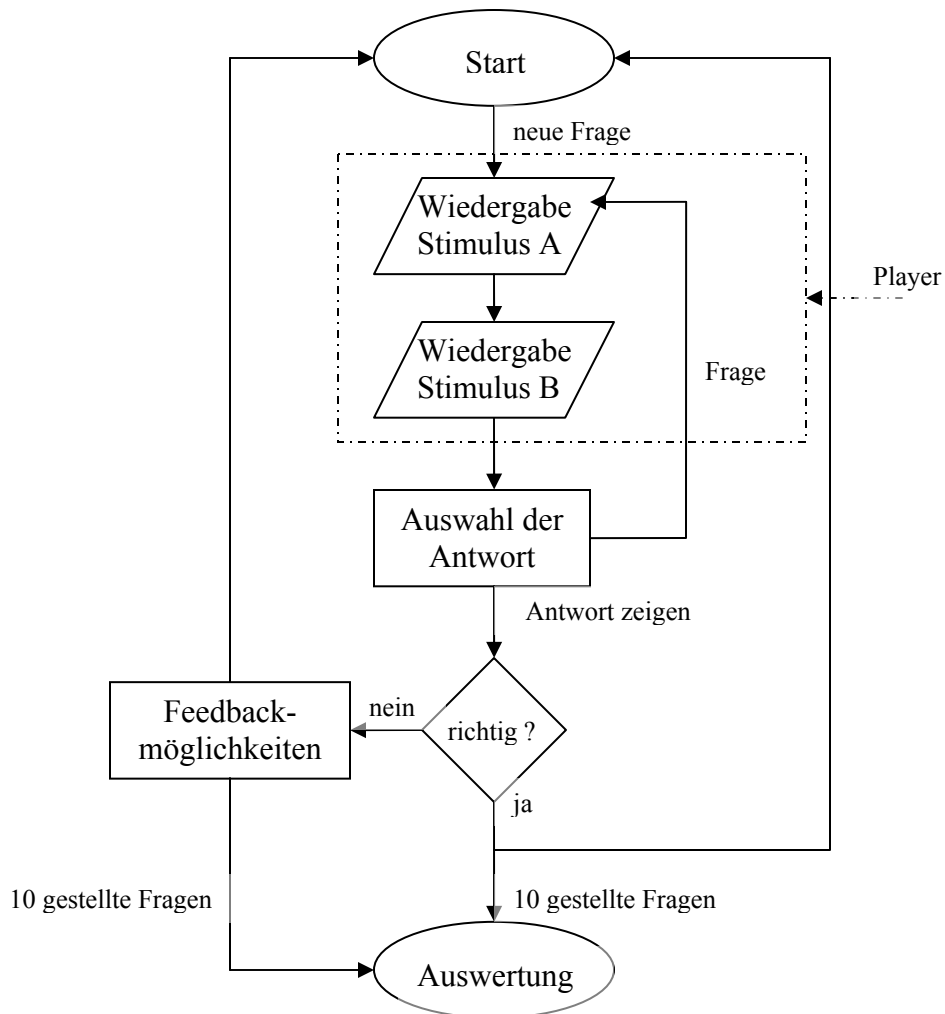 Start
neue Frage
Wiedergabe
Stimulus A
Player
Wiedergabe
Stimulus B
Frage
Auswahl der
Antwort
Antwort zeigen
Feedback-
möglichkeiten
nein
richtig ?
ja
10 gestellte Fragen
10 gestellte Fragen
Auswertung